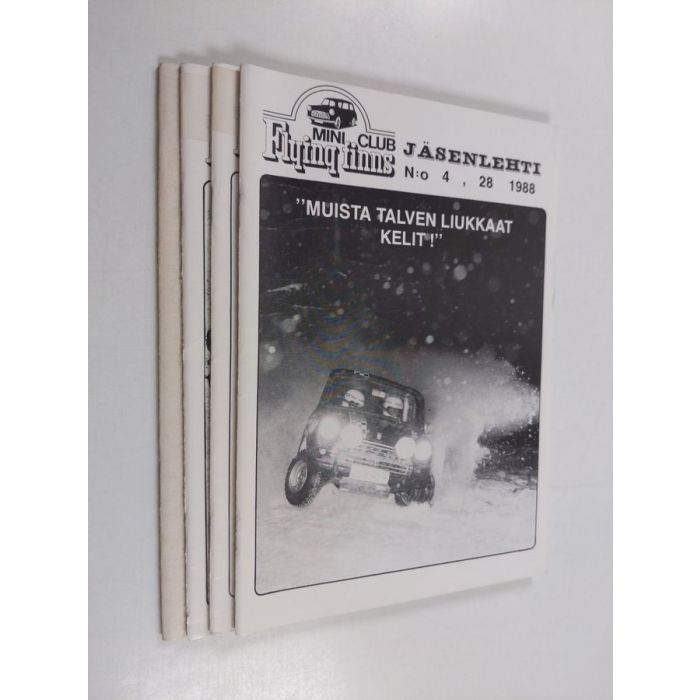 MINI CLUB
Flying finns
JÄSENLEHTI
N:o 4 , 28 1988
"MUISTA TALVEN LIUKKAAT
KELIT!"